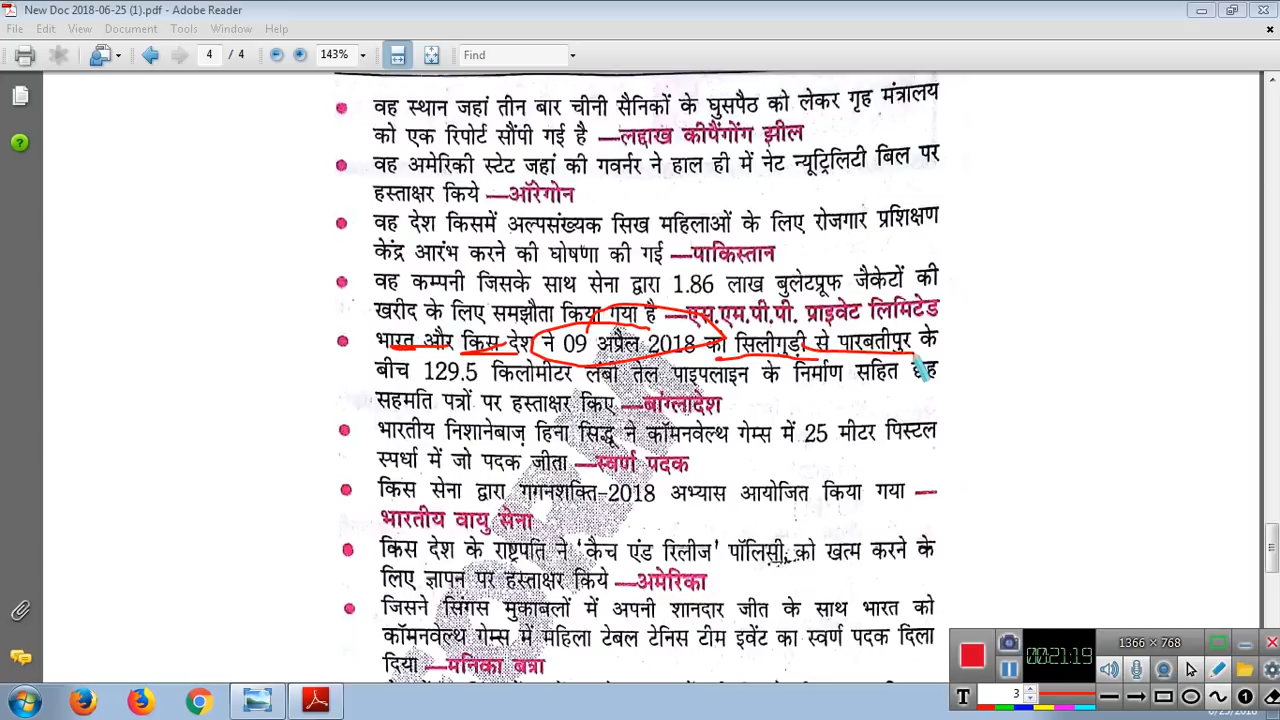 New Doc 2018-06-25 (1).pdf - Adobe Reader
File Edit View Document Tools Window Help
4 / 4 143% Find
वह स्थान जहां तीन बार चीनी सैनिकों के घुसपैठ को लेकर गृह मंत्रालय
को एक रिपोर्ट सौंपी गई है —लद्दाख कीपैंगोंग झील
वह अमेरिकी स्टेट जहां की गवर्नर ने हाल ही में नेट न्यूट्रिलिटी बिल पर
हस्ताक्षर किये —ऑरेगोन
वह देश किसमें अल्पसंख्यक सिख महिलाओं के लिए रोजगार प्रशिक्षण
केंद्र आरंभ करने की घोषणा की गई —पाकिस्तान
वह कम्पनी जिसके साथ सेना द्वारा 1.86 लाख बुलेटप्रूफ जैकेटों की
खरीद के लिए समझौता किया गया है —एस.एम.पी.पी. प्राइवेट लिमिटेड
भारत और किस देश ने 09 अप्रैल 2018 को सिलीगुड़ी से पारबतीपुर के
बीच 129.5 किलोमीटर लंबी तेल पाइपलाइन के निर्माण सहित छह
सहमति पत्रों पर हस्ताक्षर किए —बांग्लादेश
भारतीय निशानेबाज़ हिना सिद्धू ने कॉमनवेल्थ गेम्स में 25 मीटर पिस्टल
स्पर्धा में जो पदक जीता —स्वर्ण पदक
किस सेना द्वारा गगनशक्ति-2018 अभ्यास आयोजित किया गया —
भारतीय वायु सेना
किस देश के राष्ट्रपति ने 'कैच एंड रिलीज' पॉलिसी को खत्म करने के
लिए ज्ञापन पर हस्ताक्षर किये —अमेरिका
जिसने सिंगस मुकाबलों में अपनी शानदार जीत के साथ भारत को
कॉमनवेल्थ गेम्स में महिला टेबल टेनिस टीम इवेंट का स्वर्ण पदक दिला
दिया —मनिका बत्रा
00:21:19 1366 × 768
T 3
6/25/2018